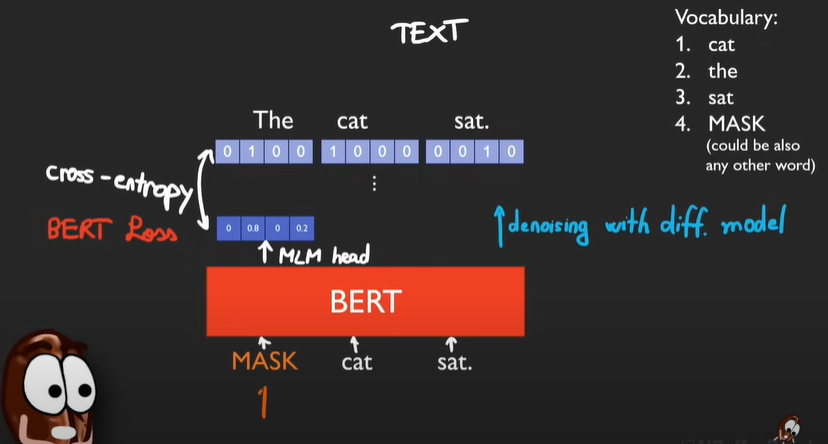 TEXT
Vocabulary:
1. cat
2. the
3. sat
4. MASK
(could be also
any other word)
The cat sat.
0 1 0 0 1 0 0 0 0 0 1 0
cross-entropy
⋮
BERT Loss
0 0.8 0 0.2
↑ denoising with diff. model
↑ MLM head
BERT
MASK cat sat.
1